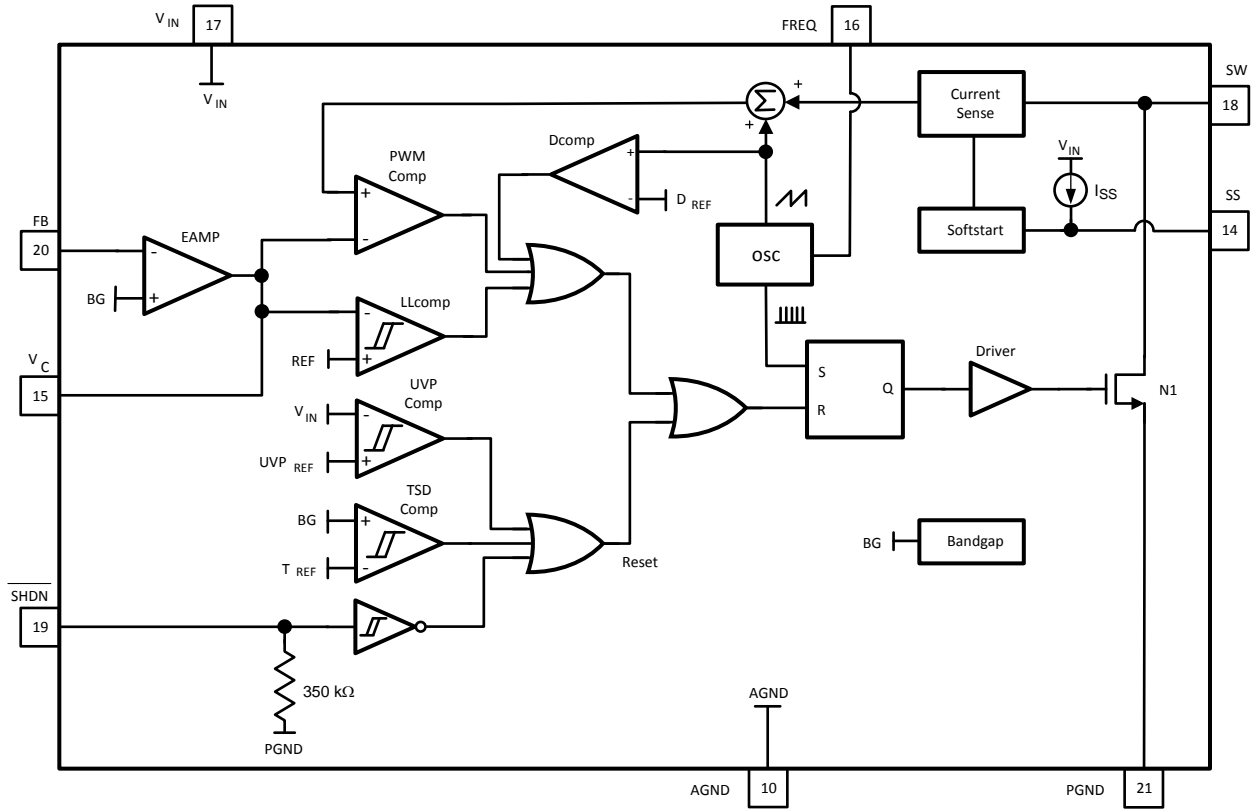 V IN
17
FREQ
16
V IN
SW
18
Current
Sense
Σ
+
+
Dcomp
+
-
D REF
PWM
Comp
+
-
VIN
ISS
SS
14
Softstart
FB
20
EAMP
-
+
BG
OSC
LLcomp
-
+
REF
V C
15
UVP
Comp
V IN
-
UVP REF
+
S
R
Q
Driver
N1
TSD
Comp
BG
+
T REF
-
Reset
BG
Bandgap
SHDN
19
350 kΩ
PGND
AGND
AGND
10
PGND
21